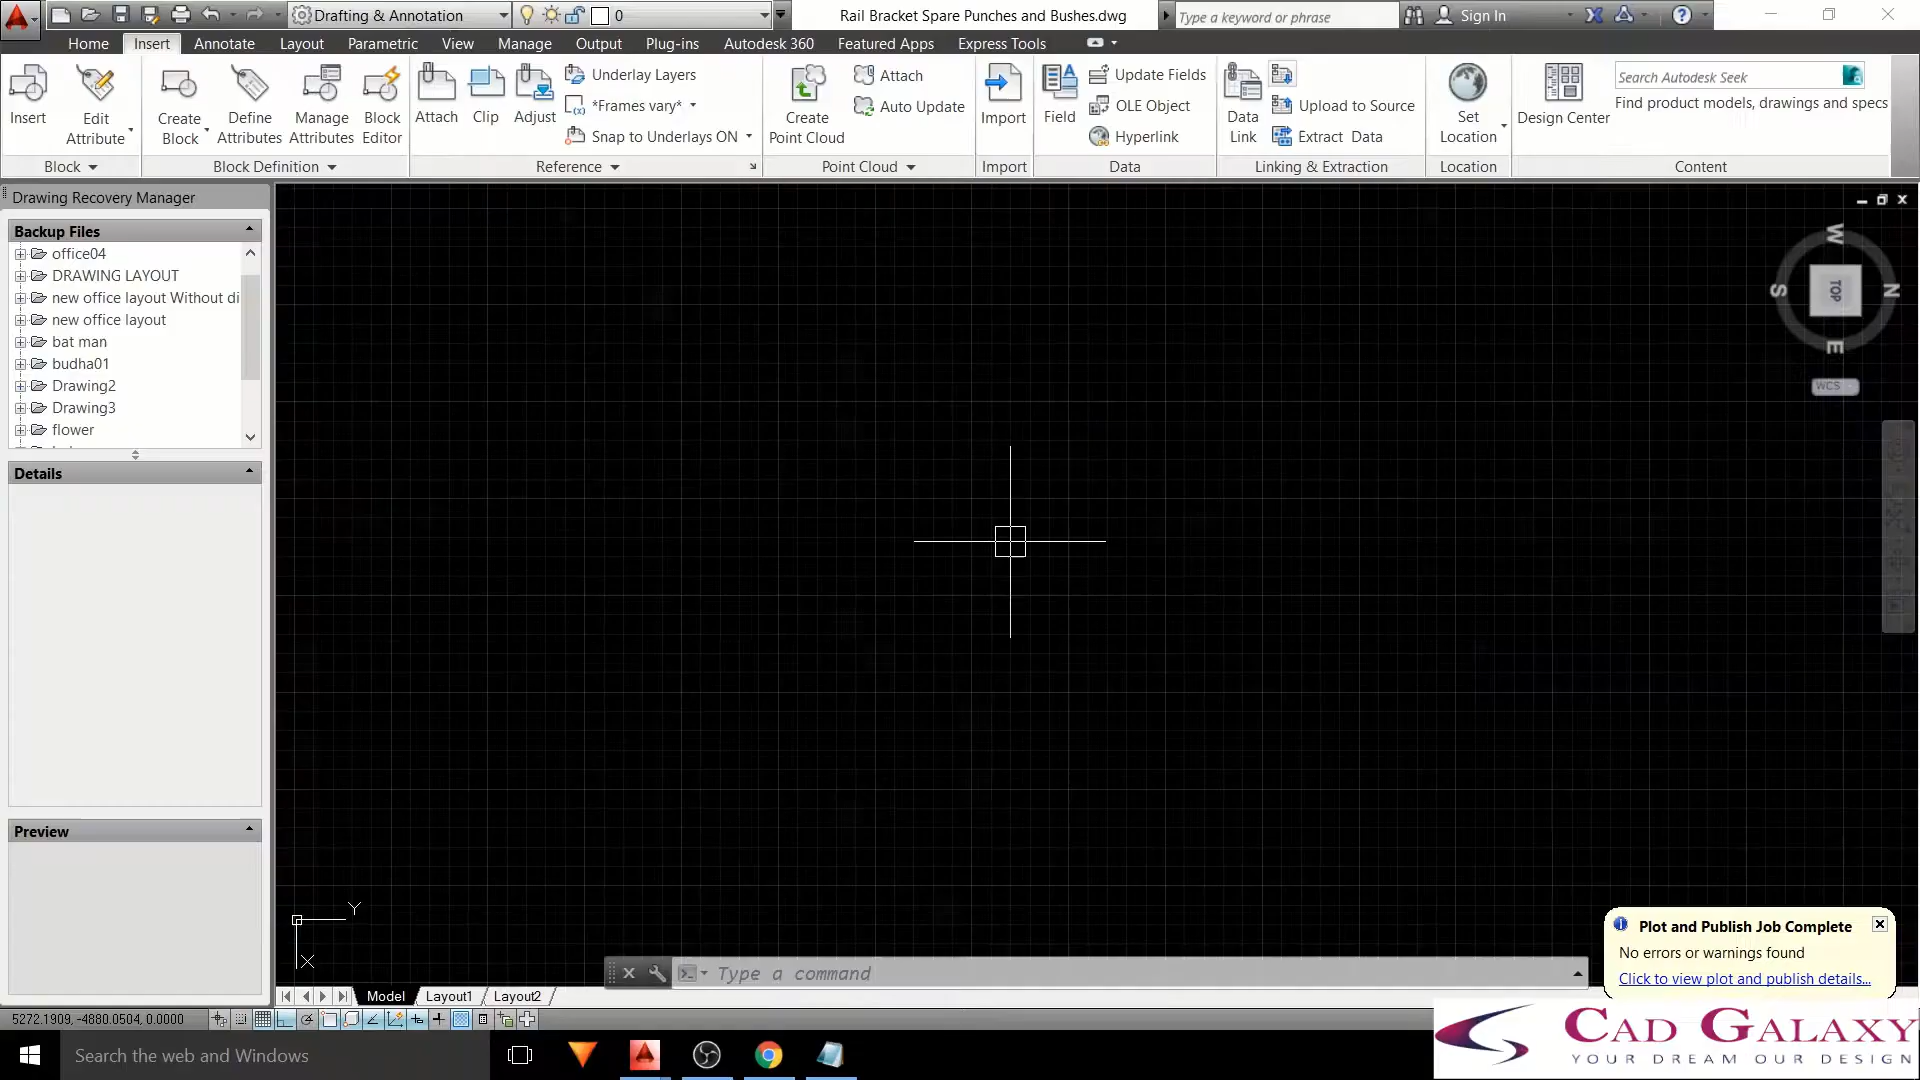 Drafting & Annotation
0
Rail Bracket Spare Punches and Bushes.dwg
Type a keyword or phrase
Sign In
Home
Insert
Annotate
Layout
Parametric
View
Manage
Output
Plug-ins
Autodesk 360
Featured Apps
Express Tools
Insert
Edit
Attribute
Create
Block
Define
Attributes
Manage
Attributes
Block
Editor
Attach
Clip
Adjust
Underlay Layers
*Frames vary*
Snap to Underlays ON
Create
Point Cloud
Attach
Auto Update
Import
Field
Update Fields
OLE Object
Hyperlink
Data
Link
Upload to Source
Extract Data
Set
Location
Design Center
Search Autodesk Seek
Find product models, drawings and specs
Block
Block Definition
Reference
Point Cloud
Import
Data
Linking & Extraction
Location
Content
Drawing Recovery Manager
Backup Files
office04
DRAWING LAYOUT
new office layout Without di
new office layout
bat man
budha01
Drawing2
Drawing3
flower
Details
Preview
W
S
TOP
N
E
WCS
Y
X
Type a command
Plot and Publish Job Complete
No errors or warnings found
Click to view plot and publish details...
Model
Layout1
Layout2
5272.1909, -4880.0504, 0.0000
Search the web and Windows
CAD GALAXY
YOUR DREAM OUR DESIGN